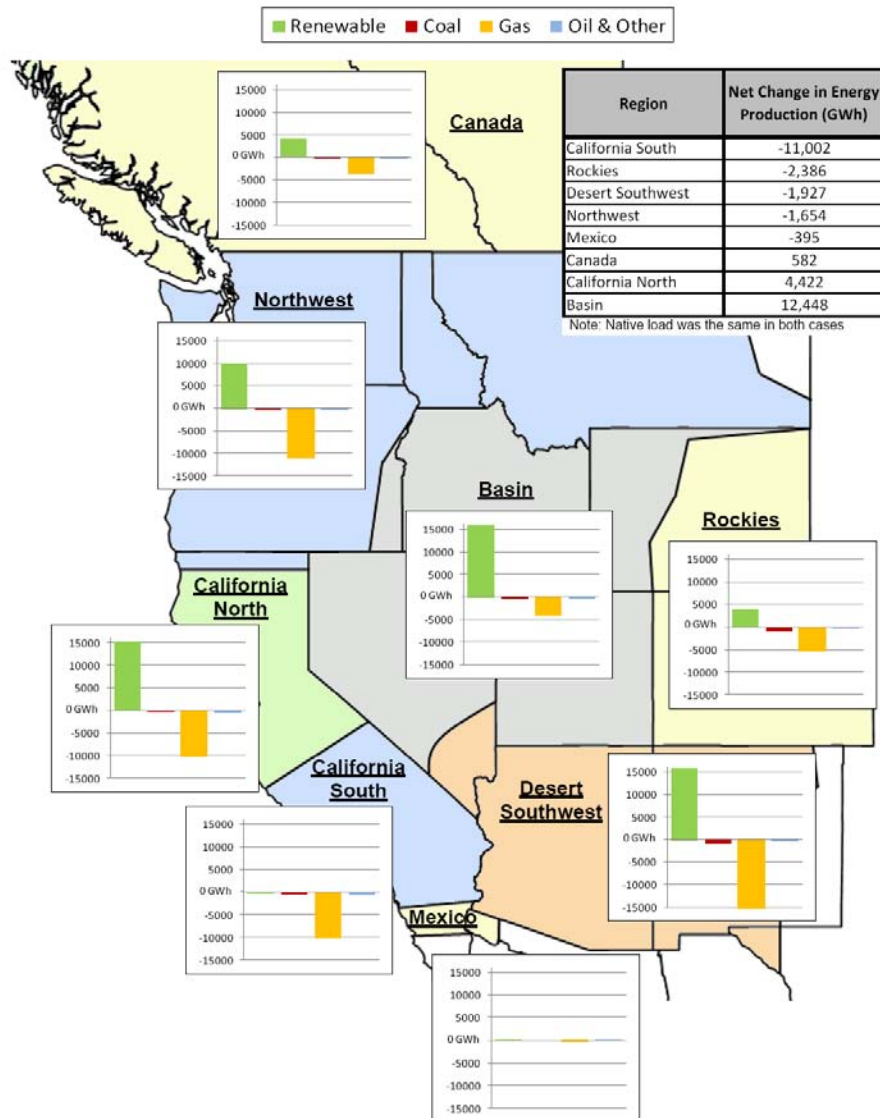 Renewable Coal Gas Oil & Other
Region Net Change in Energy Production (GWh)
California South -11,002
Rockies -2,386
Desert Southwest -1,927
Northwest -1,654
Mexico -395
Canada 582
California North 4,422
Basin 12,448
Note: Native load was the same in both cases
Canada
15000
10000
5000
0 GWh
-5000
-10000
-15000
Northwest
15000
10000
5000
0 GWh
-5000
-10000
-15000
Basin
15000
10000
5000
0 GWh
-5000
-10000
-15000
Rockies
15000
10000
5000
0 GWh
-5000
-10000
-15000
California
North
15000
10000
5000
0 GWh
-5000
-10000
-15000
California
South
15000
10000
5000
0 GWh
-5000
-10000
-15000
Desert
Southwest
15000
10000
5000
0 GWh
-5000
-10000
-15000
Mexico
15000
10000
5000
0 GWh
-5000
-10000
-15000